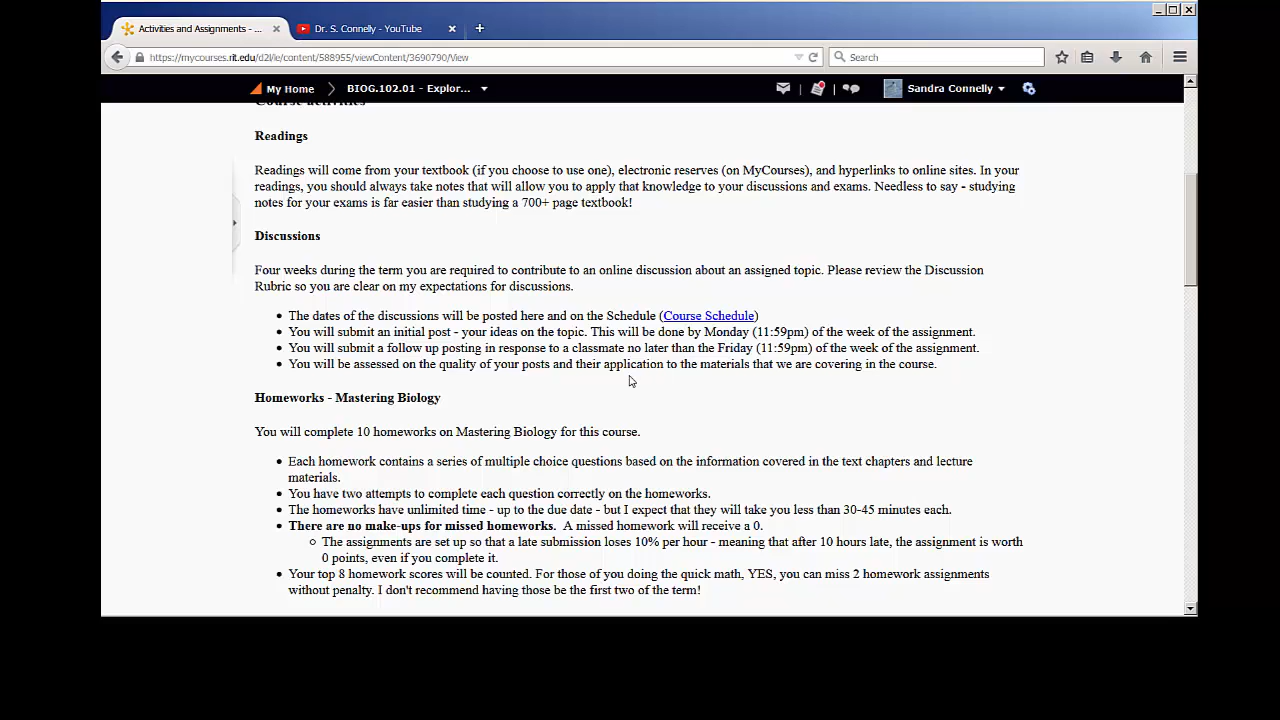 Activities and Assignments - ...
Dr. S. Connelly - YouTube
https://mycourses.rit.edu/d2l/le/content/588955/viewContent/3690790/View
Search
My Home
BIOG.102.01 - Explor...
Sandra Connelly
Course activities
Readings
Readings will come from your textbook (if you choose to use one), electronic reserves (on MyCourses), and hyperlinks to online sites. In your
readings, you should always take notes that will allow you to apply that knowledge to your discussions and exams. Needless to say - studying
notes for your exams is far easier than studying a 700+ page textbook!
Discussions
Four weeks during the term you are required to contribute to an online discussion about an assigned topic. Please review the Discussion
Rubric so you are clear on my expectations for discussions.
The dates of the discussions will be posted here and on the Schedule (Course Schedule)
You will submit an initial post - your ideas on the topic. This will be done by Monday (11:59pm) of the week of the assignment.
You will submit a follow up posting in response to a classmate no later than the Friday (11:59pm) of the week of the assignment.
You will be assessed on the quality of your posts and their application to the materials that we are covering in the course.
Homeworks - Mastering Biology
You will complete 10 homeworks on Mastering Biology for this course.
Each homework contains a series of multiple choice questions based on the information covered in the text chapters and lecture
materials.
You have two attempts to complete each question correctly on the homeworks.
The homeworks have unlimited time - up to the due date - but I expect that they will take you less than 30-45 minutes each.
There are no make-ups for missed homeworks. A missed homework will receive a 0.
The assignments are set up so that a late submission loses 10% per hour - meaning that after 10 hours late, the assignment is worth
0 points, even if you complete it.
Your top 8 homework scores will be counted. For those of you doing the quick math, YES, you can miss 2 homework assignments
without penalty. I don't recommend having those be the first two of the term!